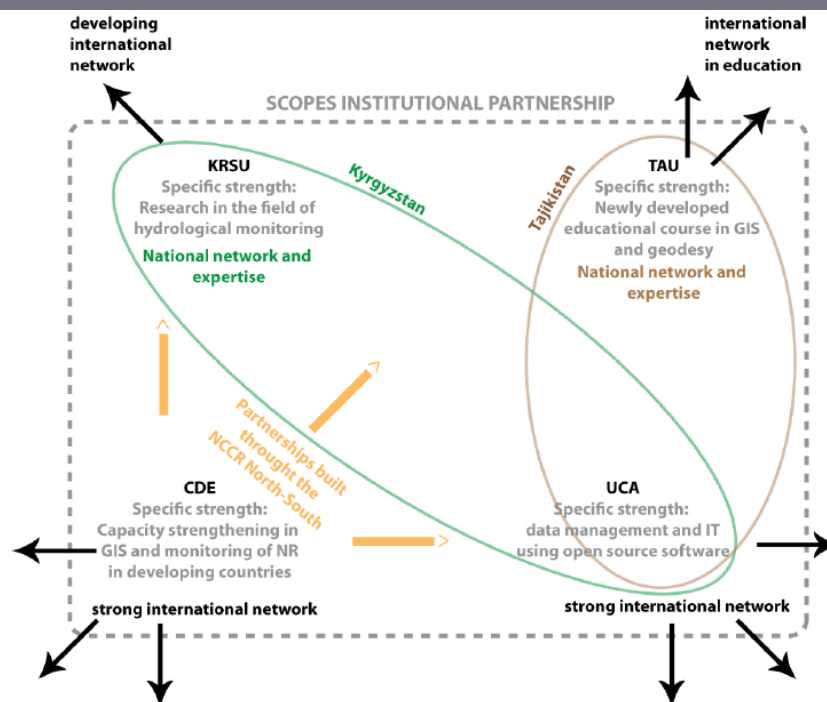 developing
international
network
international
network
in education
SCOPES INSTITUTIONAL PARTNERSHIP
KRSU
Specific strength:
Research in the field of
hydrological monitoring
National network and
expertise
Kyrgyzstan
Tajikistan
TAU
Specific strength:
Newly developed
educational course in GIS
and geodesy
National network and
expertise
Partnerships built
throught the
NCCR North-South
CDE
Specific strength:
Capacity strengthening in
GIS and monitoring of NR
in developing countries
strong international network
UCA
Specific strength:
data management and IT
using open source software
strong international network